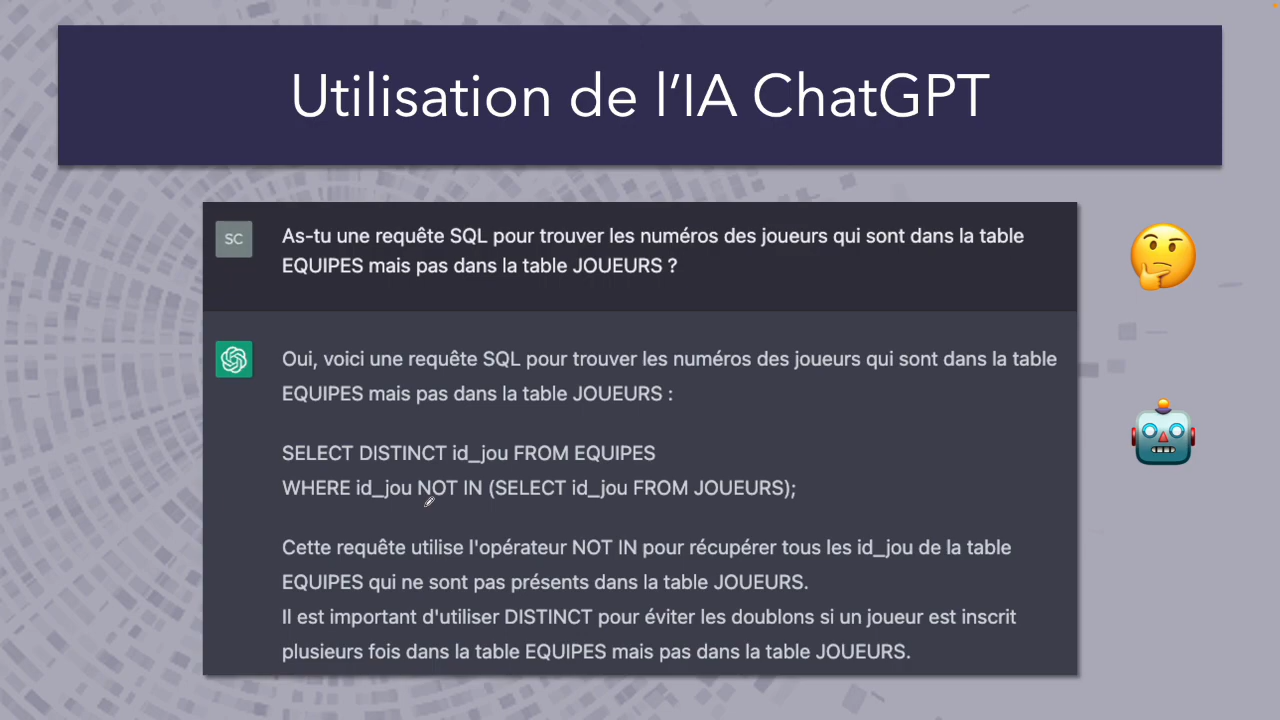 Utilisation de l’IA ChatGPT
SC
As-tu une requête SQL pour trouver les numéros des joueurs qui sont dans la table
EQUIPES mais pas dans la table JOUEURS ?
Oui, voici une requête SQL pour trouver les numéros des joueurs qui sont dans la table
EQUIPES mais pas dans la table JOUEURS :
SELECT DISTINCT id_jou FROM EQUIPES
WHERE id_jou NOT IN (SELECT id_jou FROM JOUEURS);
Cette requête utilise l'opérateur NOT IN pour récupérer tous les id_jou de la table
EQUIPES qui ne sont pas présents dans la table JOUEURS.
Il est important d'utiliser DISTINCT pour éviter les doublons si un joueur est inscrit
plusieurs fois dans la table EQUIPES mais pas dans la table JOUEURS.